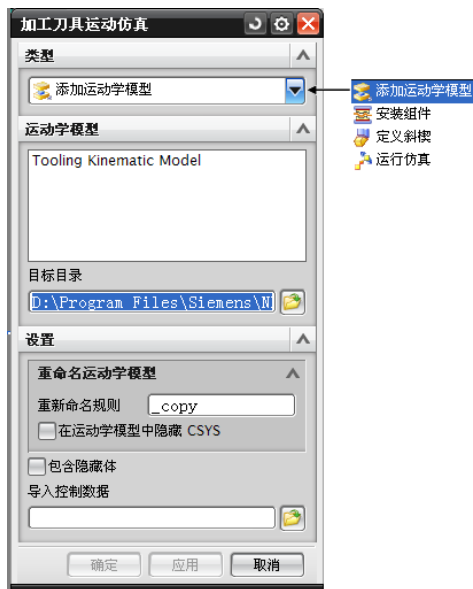 加工刀具运动仿真
类型
添加运动学模型
添加运动学模型
安装组件
定义斜楔
运行仿真
运动学模型
Tooling Kinematic Model
目标目录
D:\Program Files\Siemens\N
设置
重命名运动学模型
重新命名规则 _copy
在运动学模型中隐藏 CSYS
包含隐藏体
导入控制数据
确定 应用 取消